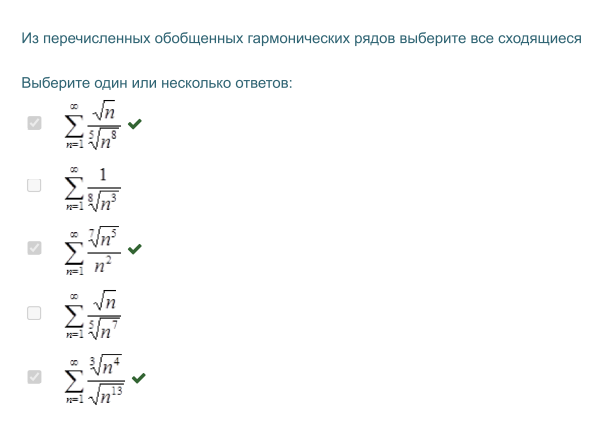 Из перечисленных обобщенных гармонических рядов выберите все сходящиеся
Выберите один или несколько ответов:
$\sum_{n=1}^{\infty} \frac{\sqrt{n}}{\sqrt[5]{n^8}}$
$\sum_{n=1}^{\infty} \frac{1}{\sqrt[8]{n^3}}$
$\sum_{n=1}^{\infty} \frac{\sqrt[7]{n^5}}{n^2}$
$\sum_{n=1}^{\infty} \frac{\sqrt{n}}{\sqrt[5]{n^7}}$
$\sum_{n=1}^{\infty} \frac{\sqrt[3]{n^4}}{\sqrt{n^{13}}}$